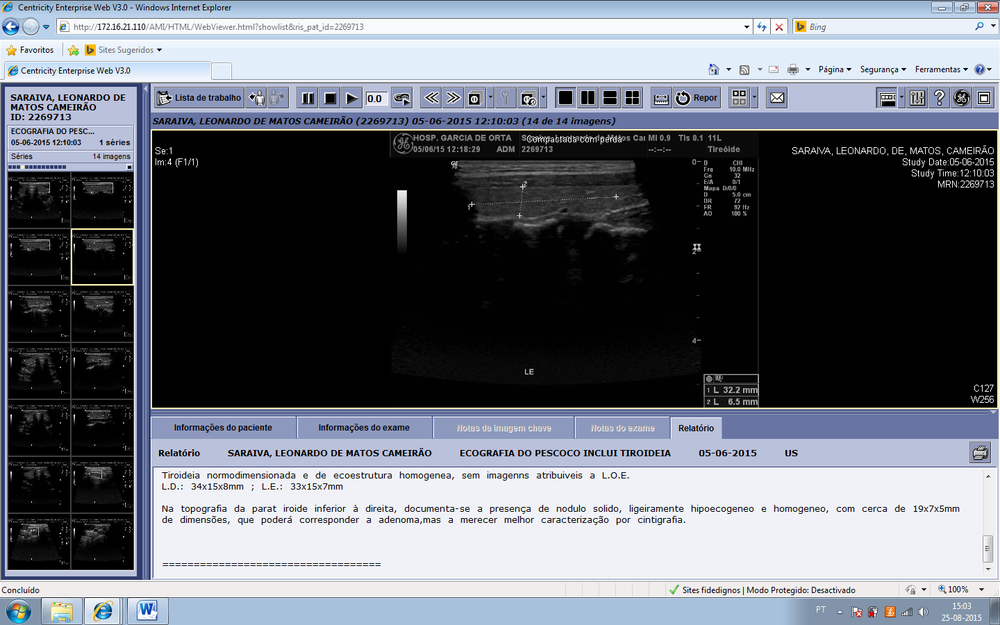 Centricity Enterprise Web V3.0 - Windows Internet Explorer
http://172.16.21.110/AMI/HTML/WebViewer.html?showlist&ris_pat_id=2269713
Bing
Favoritos
Sites Sugeridos
Centricity Enterprise Web V3.0
Página
Segurança
Ferramentas
SARAIVA, LEONARDO DE
MATOS CAMEIRÃO
ID: 2269713
ECOGRAFIA DO PESC...
05-06-2015 12:10:03 1 séries
Séries 14 imagens
Lista de trabalho
0.0
Repor
SARAIVA, LEONARDO DE MATOS CAMEIRÃO (2269713) 05-06-2015 12:10:03 (14 de 14 imagens)
Se:1
Im:4 (F1/1)
HOSP. GARCIA DE ORTA
05/06/15 12:18:29 ADM
Compactada com perda
2269713
MI 0.9 TIs 0.1 11L
--:--:-- Tireóide
SARAIVA, LEONARDO, DE, MATOS, CAMEIRÃO
Study Date:05-06-2015
Study Time:12:10:03
MRN:2269713
B CHI
Frq 10.0 MHz
Gn 32
E/A 0/1
Mapa D/0/0
D 5.0 cm
DR 72
FR 92 Hz
AO 100 %
0
2
4
1
2
LE
1 L 32.2 mm
2 L 6.5 mm
C127
W256
Informações do paciente
Informações do exame
Notas da imagem chave
Notas do exame
Relatório
Relatório SARAIVA, LEONARDO DE MATOS CAMEIRÃO ECOGRAFIA DO PESCOCO INCLUI TIROIDEIA 05-06-2015 US
Tiroideia normodimensionada e de ecoestrutura homogenea, sem imagenns atribuiveis a L.O.E.
L.D.: 34x15x8mm ; L.E.: 33x15x7mm
Na topografia da parat iroide inferior à direita, documenta-se a presença de nodulo solido, ligeiramente hipoecogeneo e homogeneo, com cerca de 19x7x5mm
de dimensões, que poderá corresponder a adenoma,mas a merecer melhor caracterização por cintigrafia.
===================================
Concluído
Sites fidedignos | Modo Protegido: Desactivado
100%
PT
15:03
25-08-2015